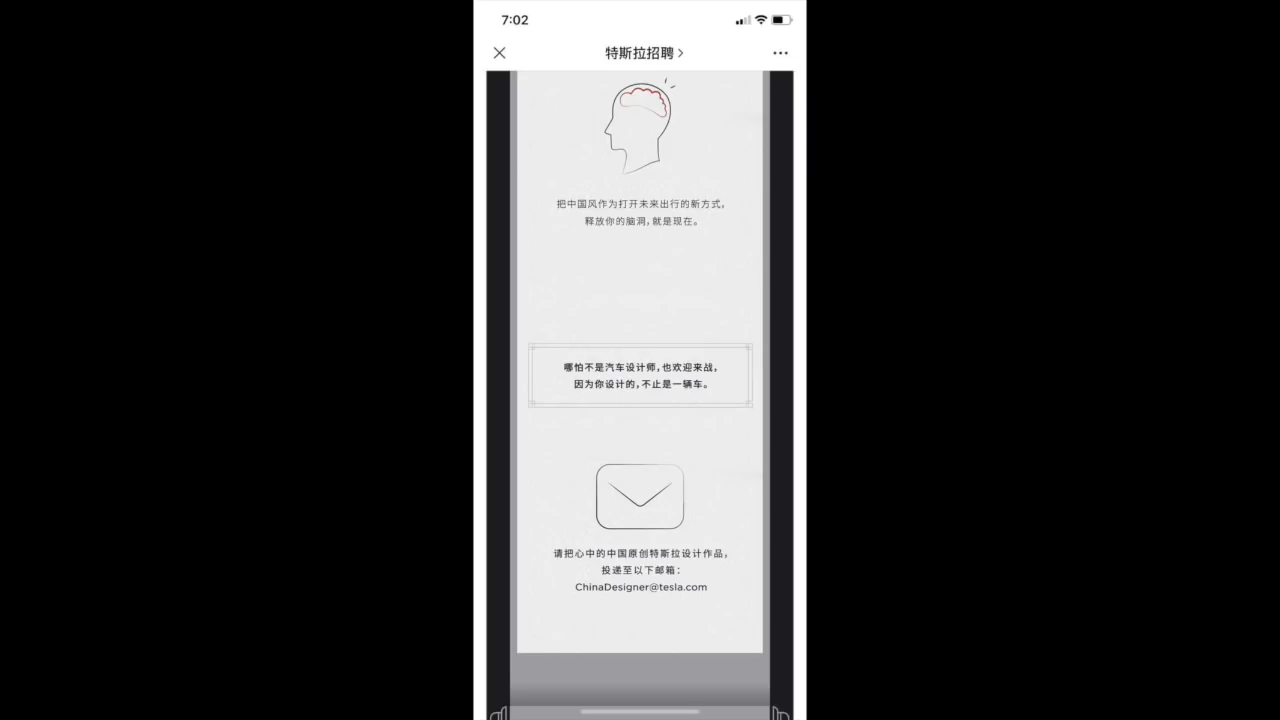 7:02
特斯拉招聘
把中国风作为打开未来出行的新方式，
释放你的脑洞，就是现在。
哪怕不是汽车设计师，也欢迎来战，
因为你设计的，不止是一辆车。
请把心中的中国原创特斯拉设计作品，
投递至以下邮箱：
ChinaDesigner@tesla.com